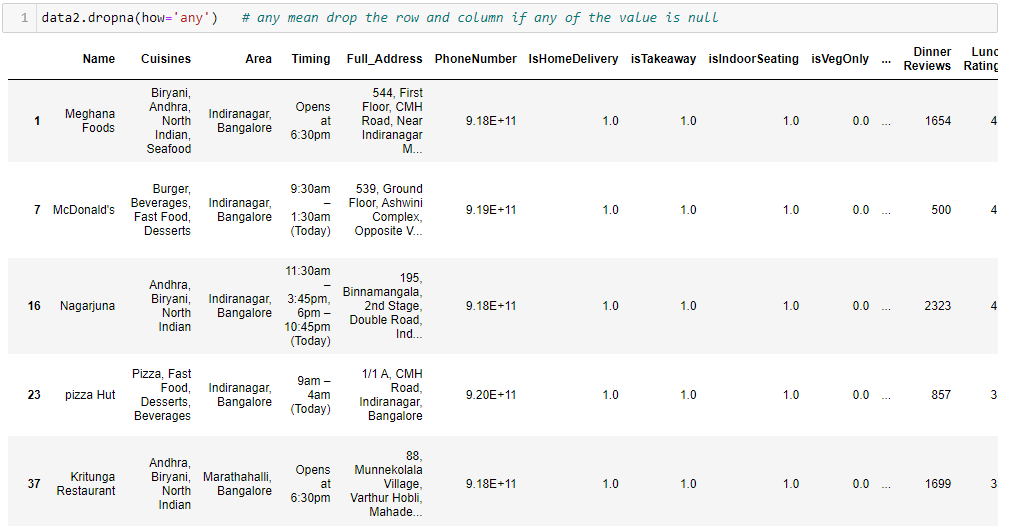 1 data2.dropna(how='any')   # any mean drop the row and column if any of the value is null
Name Cuisines Area Timing Full_Address PhoneNumber IsHomeDelivery isTakeaway isIndoorSeating isVegOnly ... Dinner Reviews Lunc Rating
1 Meghana Foods Biryani, Andhra, North Indian, Seafood Indiranagar, Bangalore Opens at 6:30pm 544, First Floor, CMH Road, Near Indiranagar M... 9.18E+11 1.0 1.0 1.0 0.0 ... 1654 4
7 McDonald's Burger, Beverages, Fast Food, Desserts Indiranagar, Bangalore 9:30am – 1:30am (Today) 539, Ground Floor, Ashwini Complex, Opposite V... 9.19E+11 1.0 1.0 1.0 0.0 ... 500 4
16 Nagarjuna Andhra, Biryani, North Indian Indiranagar, Bangalore 11:30am – 3:45pm, 6pm – 10:45pm (Today) 195, Binnamangala, 2nd Stage, Double Road, Ind... 9.18E+11 1.0 1.0 1.0 0.0 ... 2323 4
23 pizza Hut Pizza, Fast Food, Desserts, Beverages Indiranagar, Bangalore 9am – 4am (Today) 1/1 A, CMH Road, Indiranagar, Bangalore 9.20E+11 1.0 1.0 1.0 0.0 ... 857 3
37 Kritunga Restaurant Andhra, Biryani, North Indian Marathahalli, Bangalore Opens at 6:30pm 88, Munnekolala Village, Varthur Hobli, Mahade... 9.18E+11 1.0 1.0 1.0 0.0 ... 1699 3